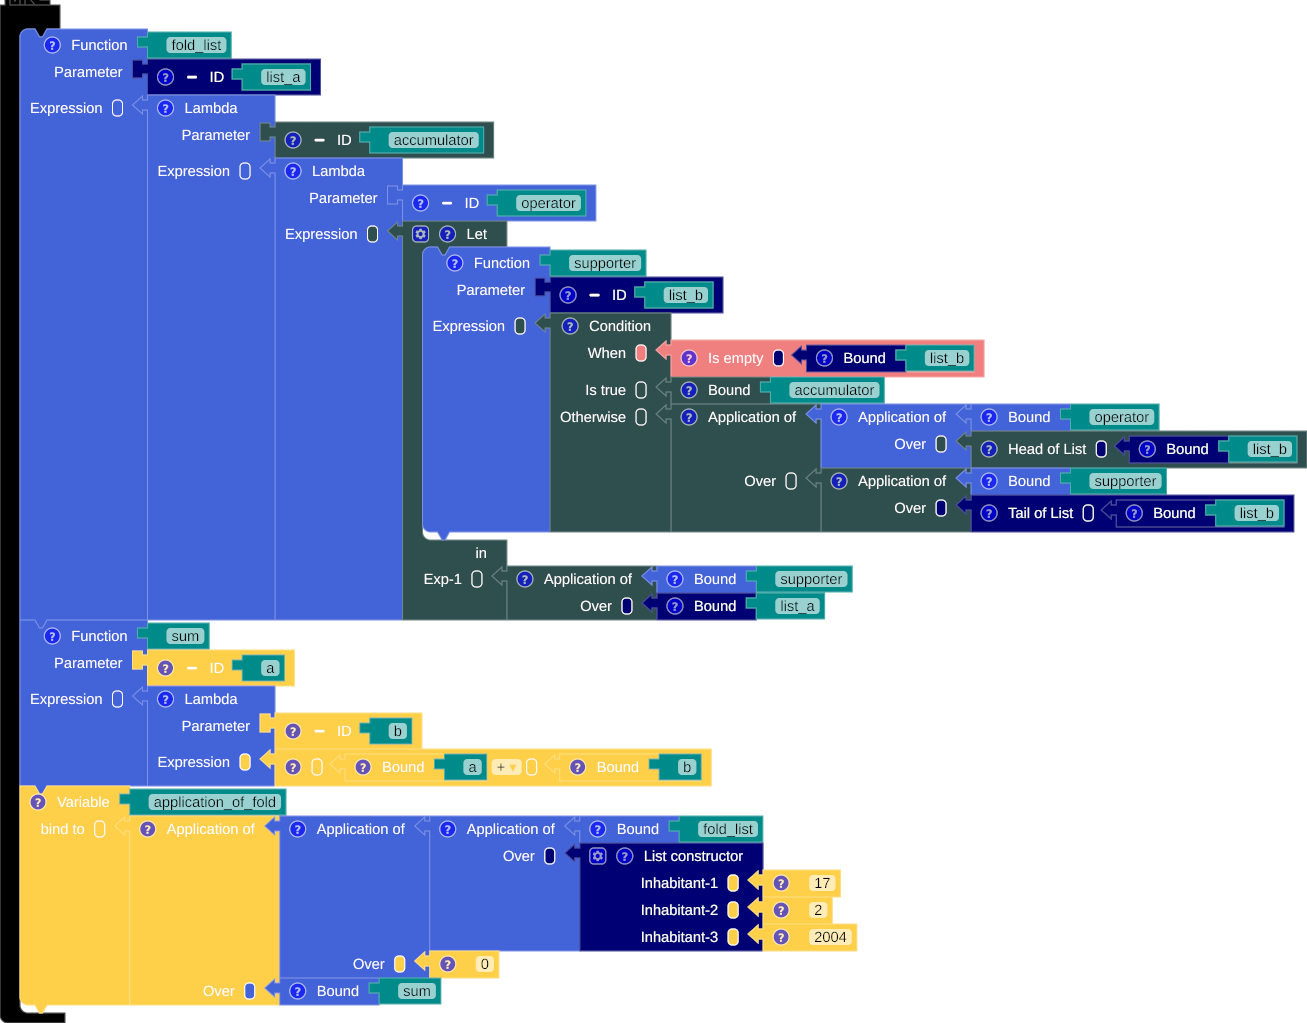 ? Function fold_list
Parameter ? − ID list_a
Expression ? Lambda
Parameter ? − ID accumulator
Expression ? Lambda
Parameter ? − ID operator
Expression ? Let
? Function supporter
Parameter ? − ID list_b
Expression ? Condition
When ? Is empty ? Bound list_b
Is true ? Bound accumulator
Otherwise ? Application of ? Application of ? Bound operator
Over ? Head of List ? Bound list_b
Over ? Application of ? Bound supporter
Over ? Tail of List ? Bound list_b
in
Exp-1 ? Application of ? Bound supporter
Over ? Bound list_a
? Function sum
Parameter ? − ID a
Expression ? Lambda
Parameter ? − ID b
Expression ? ? Bound a + ▾ ? Bound b
? Variable application_of_fold
bind to ? Application of ? Application of ? Application of ? Bound fold_list
Over ? List constructor
Inhabitant-1 ? 17
Inhabitant-2 ? 2
Inhabitant-3 ? 2004
Over ? 0
Over ? Bound sum